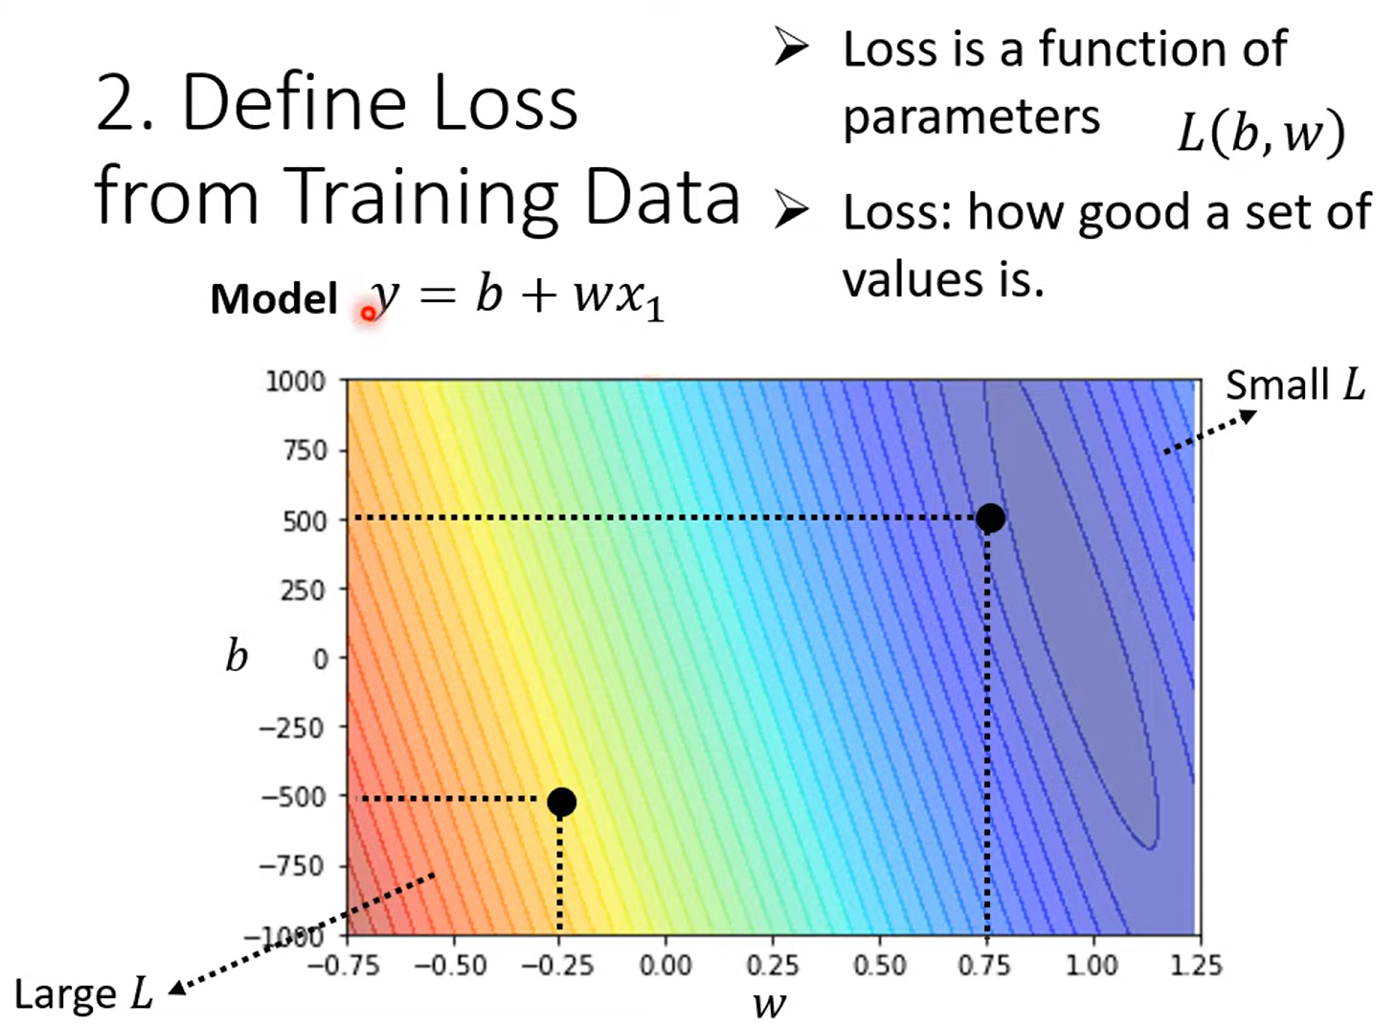 2. Define Loss
from Training Data
➢ Loss is a function of
parameters L(b, w)
➢ Loss: how good a set of
values is.
Model y = b + wx₁
Small L
1000
750
500
250
0
−250
−500
−750
−1000
b
−0.75 −0.50 −0.25 0.00 0.25 0.50 0.75 1.00 1.25
w
Large L